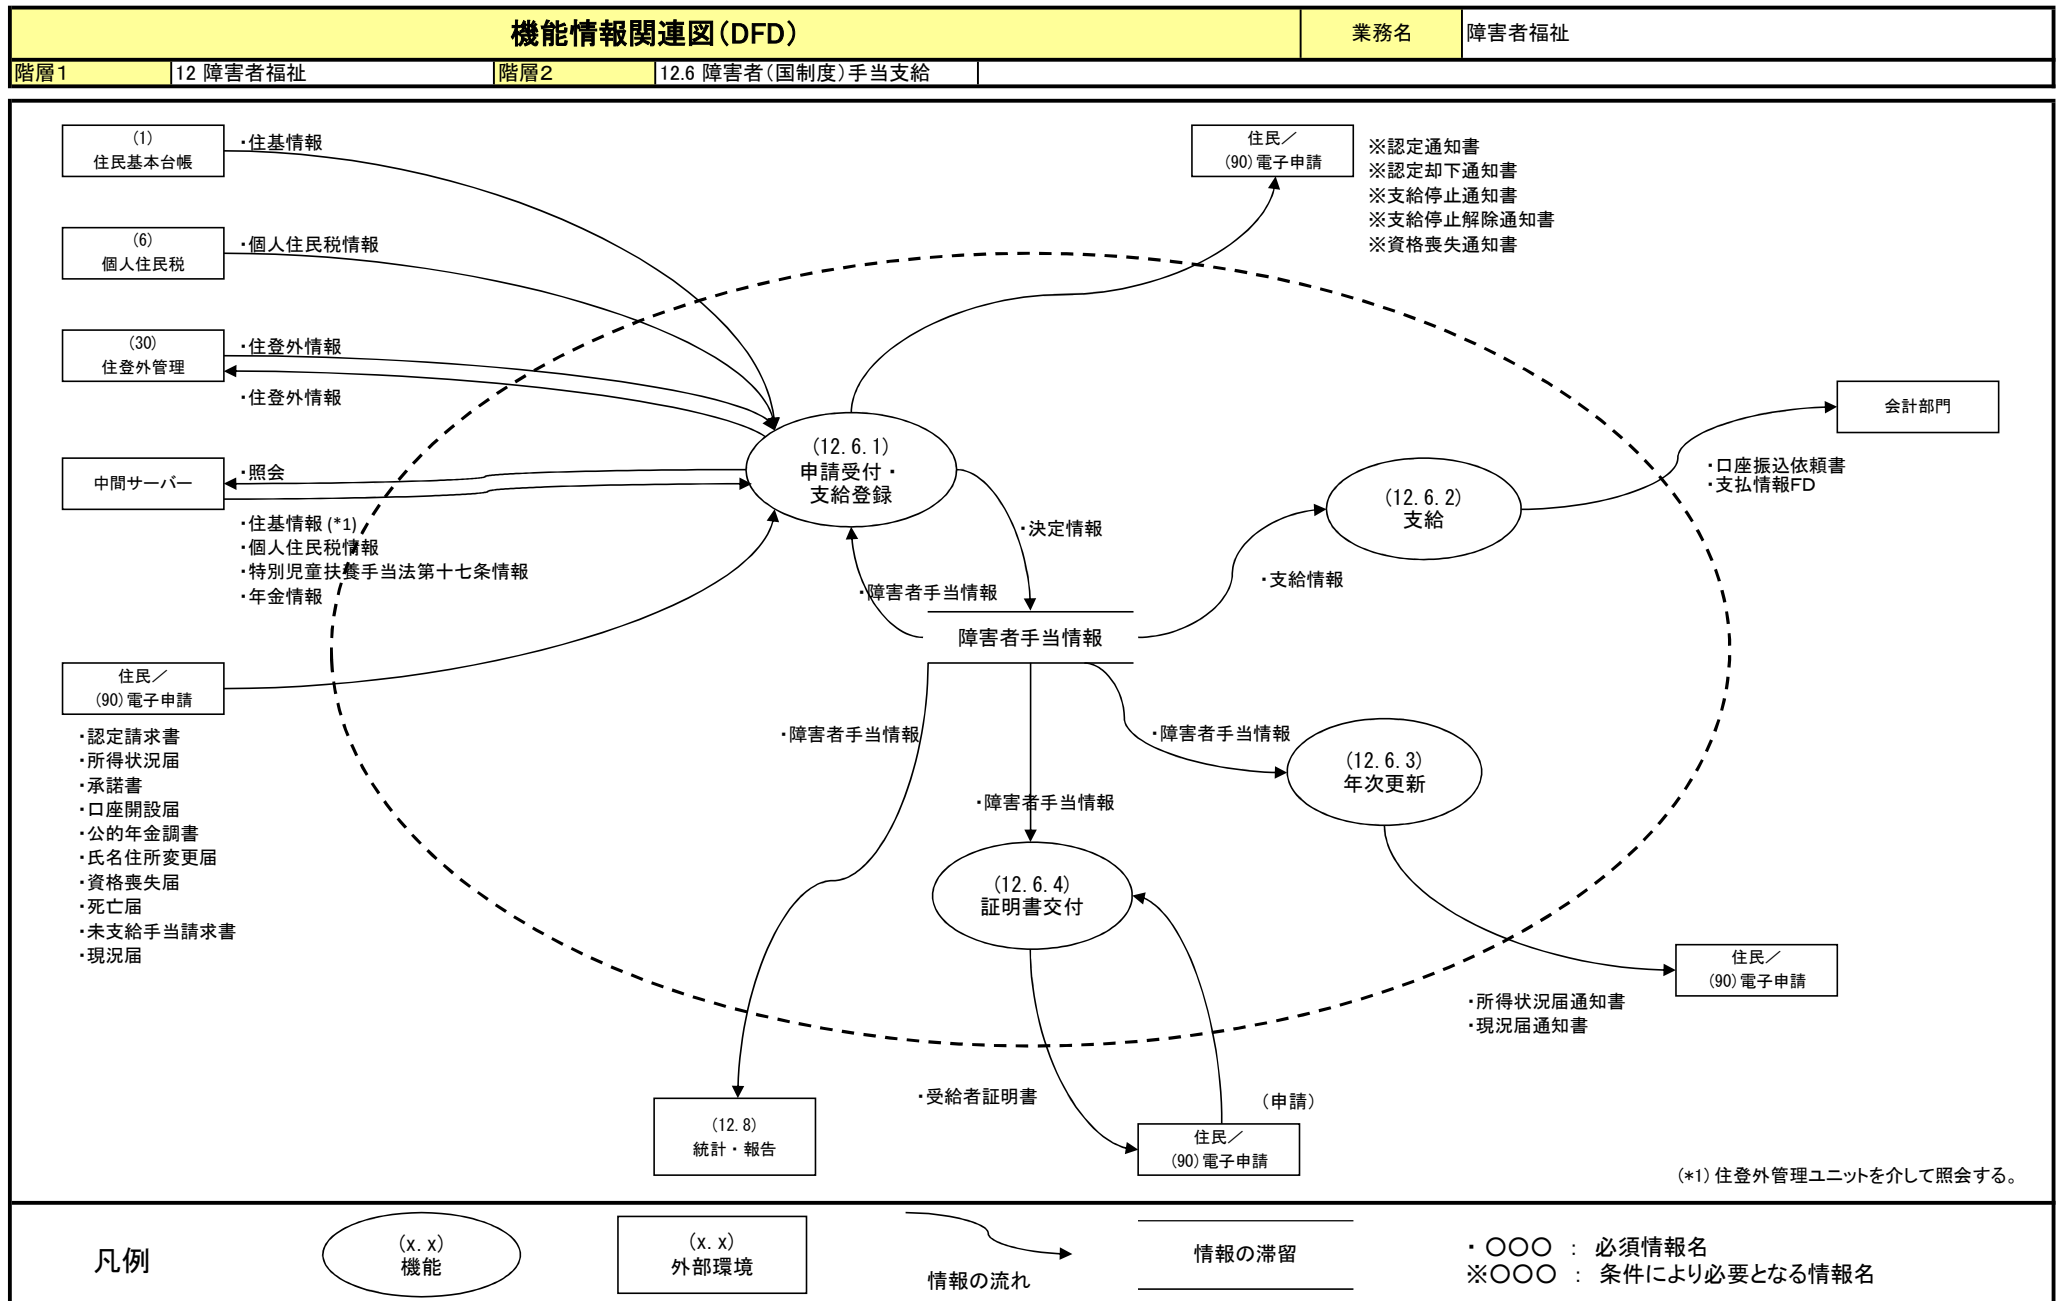 機能情報関連図(DFD)
業務名
障害者福祉
階層1
12 障害者福祉
階層2
12.6 障害者(国制度)手当支給
(1)
住民基本台帳
・住基情報
(6)
個人住民税
・個人住民税情報
(30)
住登外管理
・住登外情報
・住登外情報
中間サーバー
・照会
・住基情報(*1)
・個人住民税情報
・特別児童扶養手当法第十七条情報
・年金情報
住民/
(90)電子申請
・認定請求書
・所得状況届
・承諾書
・口座開設届
・公的年金調書
・氏名住所変更届
・資格喪失届
・死亡届
・未支給手当請求書
・現況届
住民/
(90)電子申請
※認定通知書
※認定却下通知書
※支給停止通知書
※支給停止解除通知書
※資格喪失通知書
(12.6.1)
申請受付・
支給登録
・決定情報
・障害者手当情報
障害者手当情報
・支給情報
(12.6.2)
支給
会計部門
・口座振込依頼書
・支払情報FD
・障害者手当情報
・障害者手当情報
・障害者手当情報
(12.6.3)
年次更新
(12.6.4)
証明書交付
住民/
(90)電子申請
・所得状況届通知書
・現況届通知書
・受給者証明書
(申請)
(12.8)
統計・報告
住民/
(90)電子申請
(*1)住登外管理ユニットを介して照会する。
凡例
(x.x)
機能
(x.x)
外部環境
情報の流れ
情報の滞留
・ 〇〇〇 : 必須情報名
※〇〇〇 : 条件により必要となる情報名